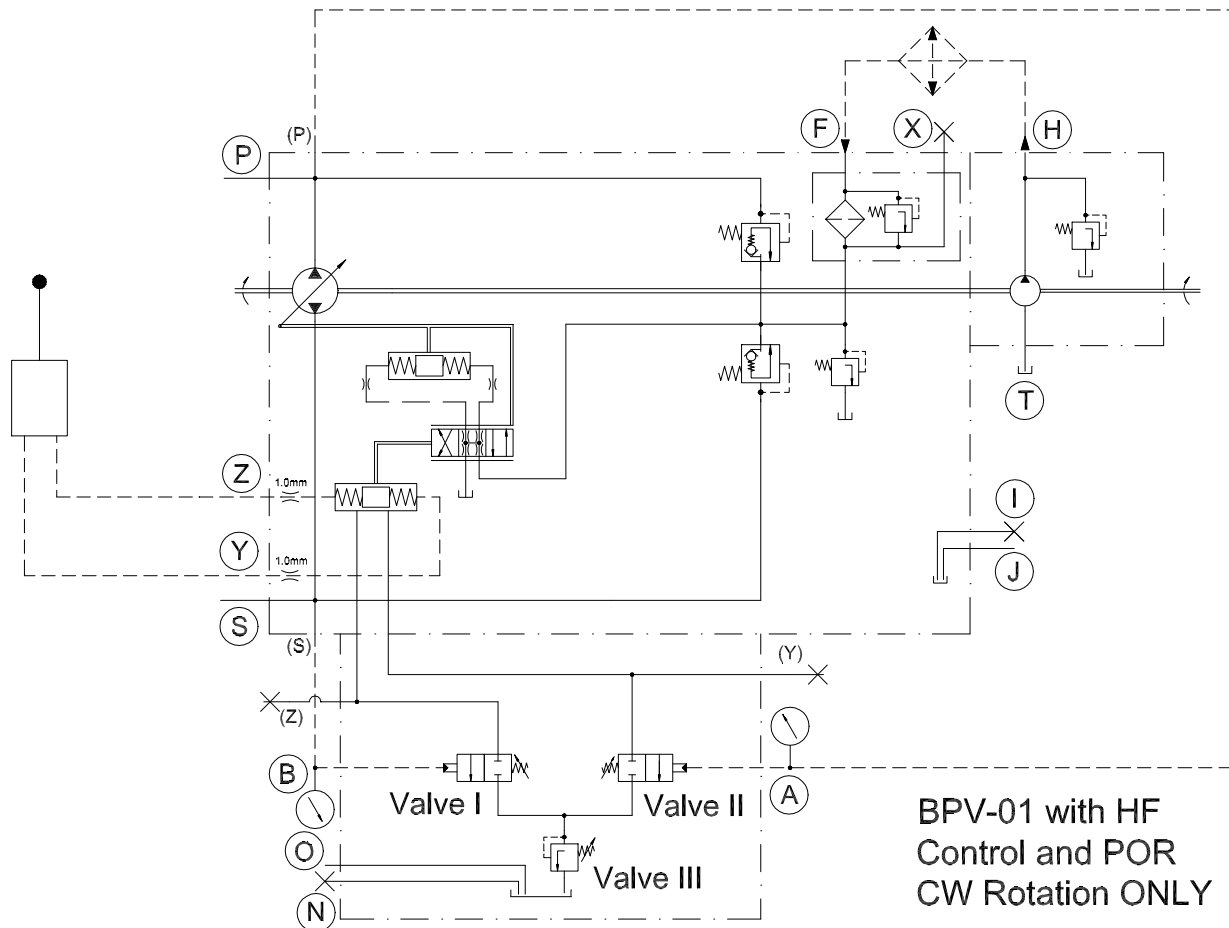 (P)
F
X
H
P
T
Z
1.0mm
I
Y
1.0mm
J
S
(S)
(Y)
(Z)
B
A
Valve I
Valve II
BPV-01 with HF
Control and POR
CW Rotation ONLY
O
Valve III
N